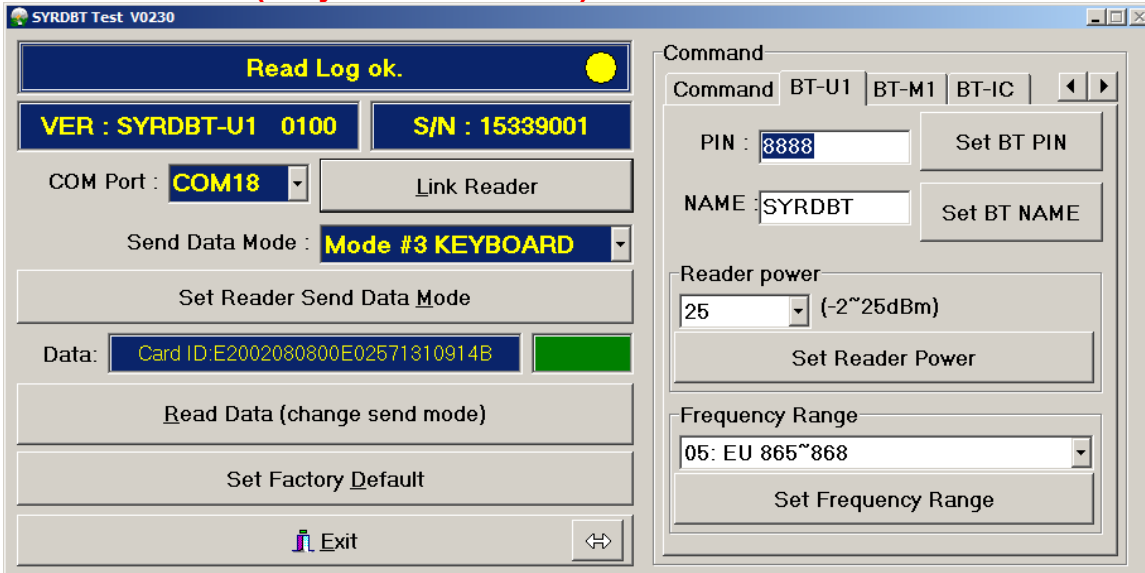 SYRDBT Test V0230
Read Log ok.
VER : SYRDBT-U1 0100
S/N : 15339001
COM Port : COM18
Link Reader
Send Data Mode : Mode #3 KEYBOARD
Set Reader Send Data Mode
Data: Card ID:E2002080800E02571310914B
Read Data (change send mode)
Set Factory Default
Exit
Command
Command BT-U1 BT-M1 BT-IC
PIN : 8888 Set BT PIN
NAME : SYRDBT Set BT NAME
Reader power
25 (-2~25dBm)
Set Reader Power
Frequency Range
05: EU 865~868
Set Frequency Range